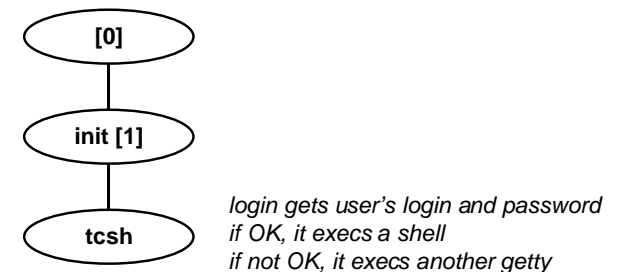 [0]
init [1]
tcsh
login gets user's login and password
if OK, it execs a shell
if not OK, it execs another getty